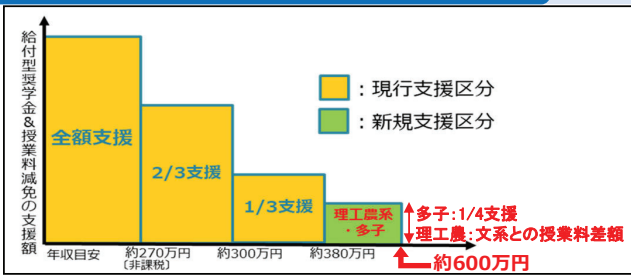 給付型奨学金&授業料減免の支援額
全額支援
2/3支援
1/3支援
理工農系
・多子
:現行支援区分
:新規支援区分
多子:1/4支援
理工農:文系との授業料差額
年収目安
約270万円
〔非課税〕
約300万円
約380万円
約600万円